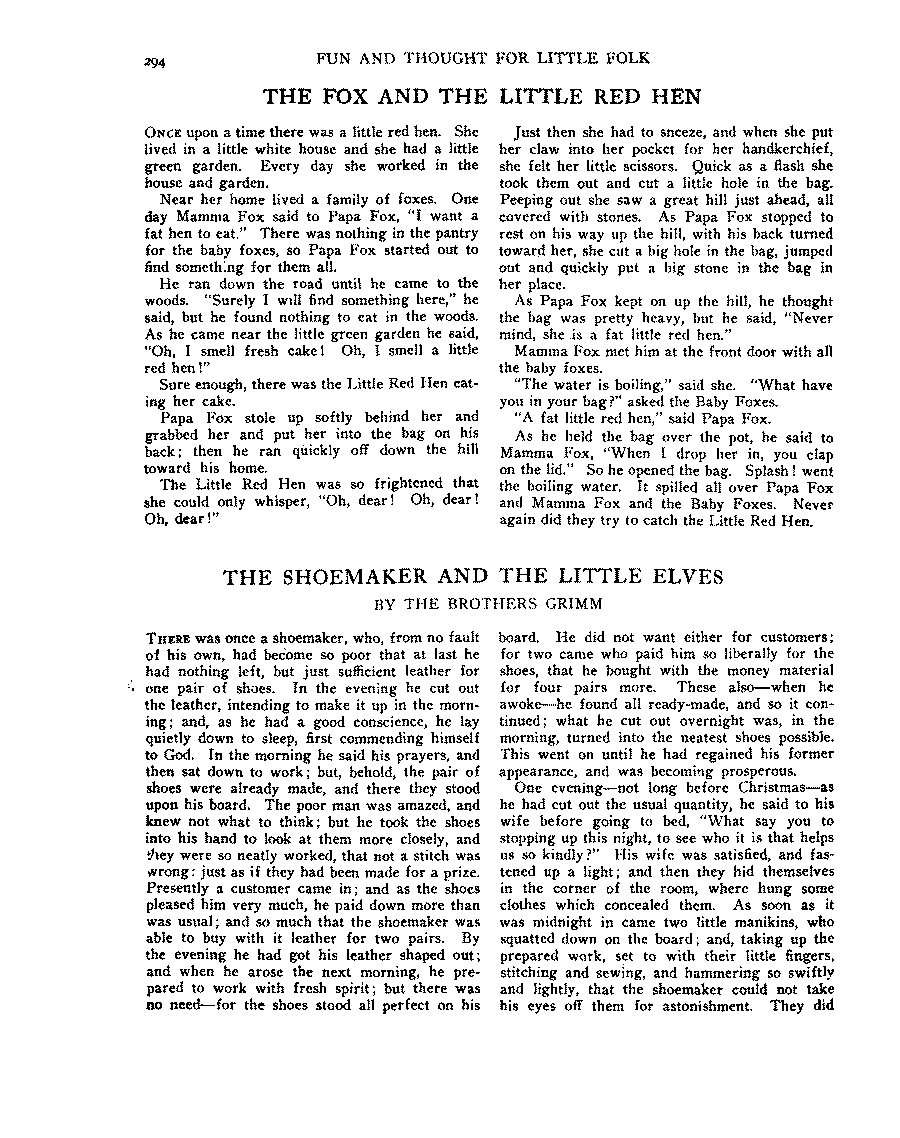 294
FUN AND THOUGHT FOR LITTLE FOLK
THE FOX AND THE LITTLE RED HEN
ONCE upon a time there was a little red hen. She
lived in a little white house and she had a little
green garden. Every day she worked in the
house and garden.
Near her home lived a family of foxes. One
day Mamma Fox said to Papa Fox, "I want a
fat hen to eat." There was nothing in the pantry
for the baby foxes, so Papa Fox started out to
find something for them all.
He ran down the road until he came to the
woods. "Surely I will find something here," he
said, but he found nothing to eat in the woods.
As he came near the little green garden he said,
"Oh, I smell fresh cake! Oh, I smell a little
red hen!"
Sure enough, there was the Little Red Hen eat-
ing her cake.
Papa Fox stole up softly behind her and
grabbed her and put her into the bag on his
back; then he ran quickly off down the hill
toward his home.
The Little Red Hen was so frightened that
she could only whisper, "Oh, dear! Oh, dear!
Oh, dear!"
Just then she had to sneeze, and when she put
her claw into her pocket for her handkerchief,
she felt her little scissors. Quick as a flash she
took them out and cut a little hole in the bag.
Peeping out she saw a great hill just ahead, all
covered with stones. As Papa Fox stopped to
rest on his way up the hill, with his back turned
toward her, she cut a big hole in the bag, jumped
out and quickly put a big stone in the bag in
her place.
As Papa Fox kept on up the hill, he thought
the bag was pretty heavy, but he said, "Never
mind, she is a fat little red hen."
Mamma Fox met him at the front door with all
the baby foxes.
"The water is boiling," said she. "What have
you in your bag?" asked the Baby Foxes.
"A fat little red hen," said Papa Fox.
As he held the bag over the pot, he said to
Mamma Fox, "When I drop her in, you clap
on the lid." So he opened the bag. Splash! went
the boiling water. It spilled all over Papa Fox
and Mamma Fox and the Baby Foxes. Never
again did they try to catch the Little Red Hen.
THE SHOEMAKER AND THE LITTLE ELVES
BY THE BROTHERS GRIMM
THERE was once a shoemaker, who, from no fault
of his own, had become so poor that at last he
had nothing left, but just sufficient leather for
one pair of shoes. In the evening he cut out
the leather, intending to make it up in the morn-
ing; and, as he had a good conscience, he lay
quietly down to sleep, first commending himself
to God. In the morning he said his prayers, and
then sat down to work; but, behold, the pair of
shoes were already made, and there they stood
upon his board. The poor man was amazed, and
knew not what to think; but he took the shoes
into his hand to look at them more closely, and
they were so neatly worked, that not a stitch was
wrong: just as if they had been made for a prize.
Presently a customer came in; and as the shoes
pleased him very much, he paid down more than
was usual; and so much that the shoemaker was
able to buy with it leather for two pairs. By
the evening he had got his leather shaped out;
and when he arose the next morning, he pre-
pared to work with fresh spirit; but there was
no need—for the shoes stood all perfect on his
board. He did not want either for customers;
for two came who paid him so liberally for the
shoes, that he bought with the money material
for four pairs more. These also—when he
awoke—he found all ready-made, and so it con-
tinued; what he cut out overnight was, in the
morning, turned into the neatest shoes possible.
This went on until he had regained his former
appearance, and was becoming prosperous.
One evening—not long before Christmas—as
he had cut out the usual quantity, he said to his
wife before going to bed, "What say you to
stopping up this night, to see who it is that helps
us so kindly?" His wife was satisfied, and fas-
tened up a light; and then they hid themselves
in the corner of the room, where hung some
clothes which concealed them. As soon as it
was midnight in came two little manikins, who
squatted down on the board; and, taking up the
prepared work, set to with their little fingers,
stitching and sewing, and hammering so swiftly
and lightly, that the shoemaker could not take
his eyes off them for astonishment. They did